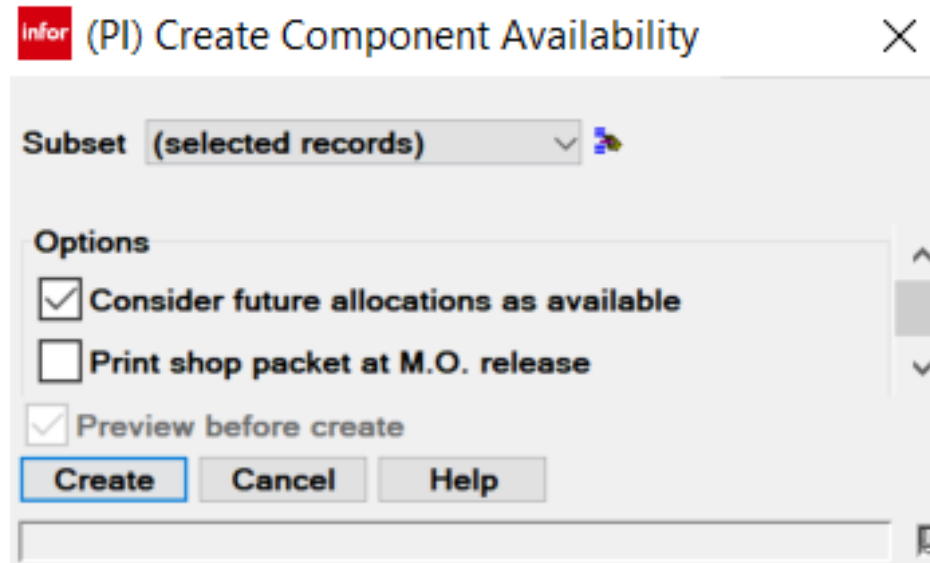 infor (PI) Create Component Availability
Subset (selected records)
Options
Consider future allocations as available
Print shop packet at M.O. release
Preview before create
Create Cancel Help